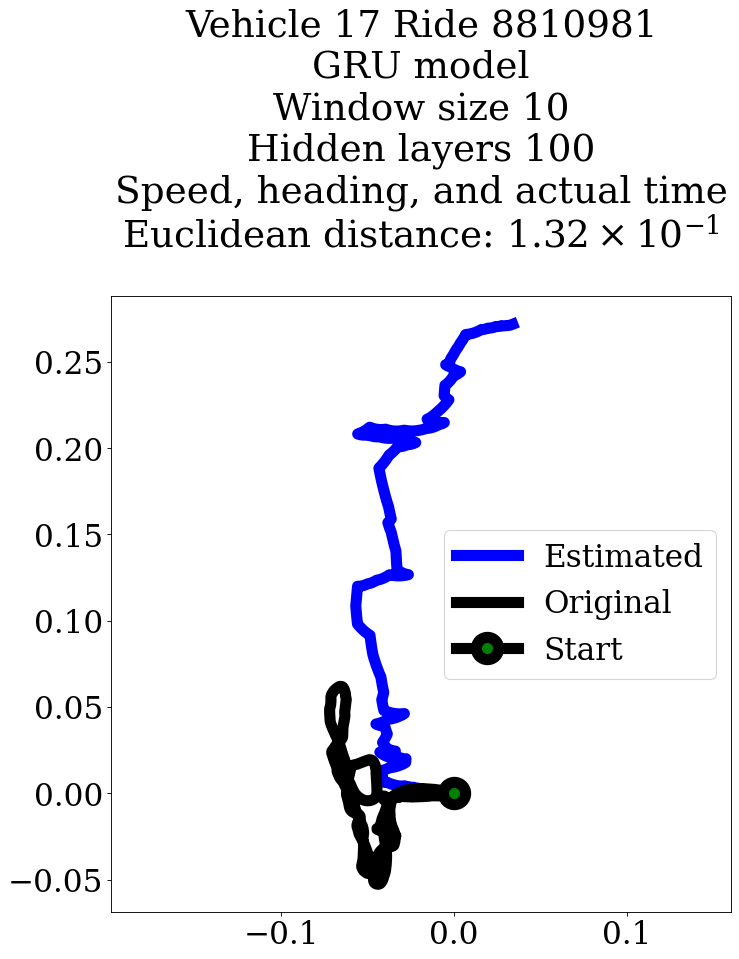 Vehicle 17 Ride 8810981
GRU model
Window size 10
Hidden layers 100
Speed, heading, and actual time
Euclidean distance: 1.32 × 10⁻¹
0.25
0.20
0.15
0.10
0.05
0.00
−0.05
Estimated
Original
Start
−0.1
0.0
0.1